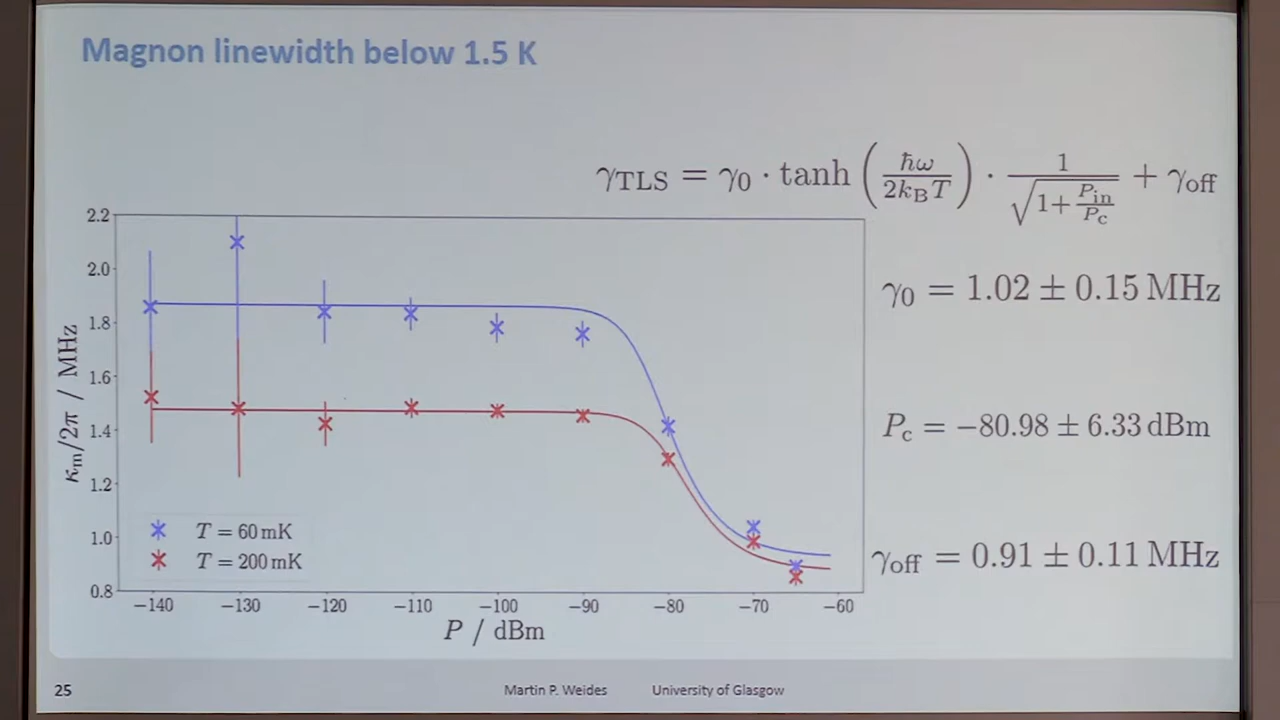 Magnon linewidth below 1.5 K
γ_TLS = γ_0 · tanh (ħω / 2k_B T) · 1 / √(1+ P_in / P_c) + γ_off
γ_0 = 1.02 ± 0.15 MHz
P_c = −80.98 ± 6.33 dBm
γ_off = 0.91 ± 0.11 MHz
κ_m/2π / MHz
2.2
2.0
1.8
1.6
1.4
1.2
1.0
0.8
T = 60 mK
T = 200 mK
−140 −130 −120 −110 −100 −90 −80 −70 −60
P / dBm
25 Martin P. Weides University of Glasgow